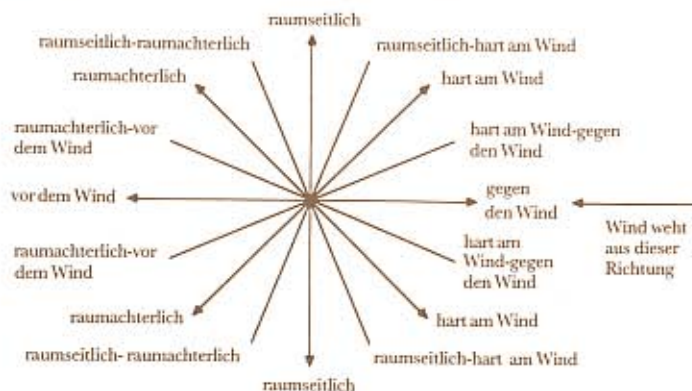 raumseitlich
raumseitlich-raumachterlich
raumseitlich-hart am Wind
raumachterlich
hart am Wind
raumachterlich-vor
dem Wind
hart am Wind-gegen
den Wind
vor dem Wind
gegen
den Wind
Wind weht
aus dieser
Richtung
raumachterlich-vor
dem Wind
hart am
Wind-gegen
den Wind
raumachterlich
hart am Wind
raumseitlich- raumachterlich
raumseitlich-hart am Wind
raumseitlich